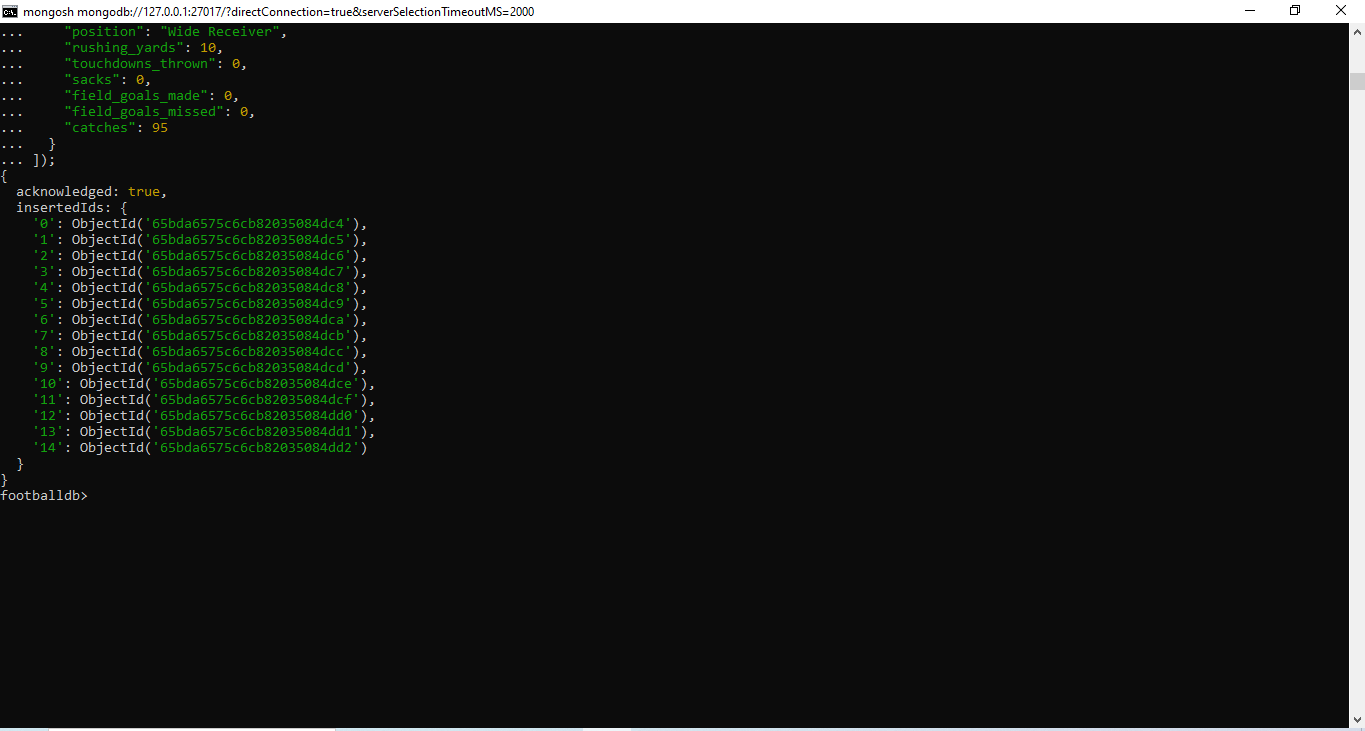 mongosh mongodb://127.0.0.1:27017/?directConnection=true&serverSelectionTimeoutMS=2000
... "position": "Wide Receiver",
... "rushing_yards": 10,
... "touchdowns_thrown": 0,
... "sacks": 0,
... "field_goals_made": 0,
... "field_goals_missed": 0,
... "catches": 95
... }
... ]);
{
acknowledged: true,
insertedIds: {
'0': ObjectId('65bda6575c6cb82035084dc4'),
'1': ObjectId('65bda6575c6cb82035084dc5'),
'2': ObjectId('65bda6575c6cb82035084dc6'),
'3': ObjectId('65bda6575c6cb82035084dc7'),
'4': ObjectId('65bda6575c6cb82035084dc8'),
'5': ObjectId('65bda6575c6cb82035084dc9'),
'6': ObjectId('65bda6575c6cb82035084dca'),
'7': ObjectId('65bda6575c6cb82035084dcb'),
'8': ObjectId('65bda6575c6cb82035084dcc'),
'9': ObjectId('65bda6575c6cb82035084dcd'),
'10': ObjectId('65bda6575c6cb82035084dce'),
'11': ObjectId('65bda6575c6cb82035084dcf'),
'12': ObjectId('65bda6575c6cb82035084dd0'),
'13': ObjectId('65bda6575c6cb82035084dd1'),
'14': ObjectId('65bda6575c6cb82035084dd2')
}
}
footballdb>